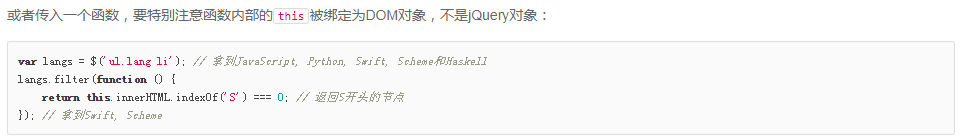 或者传入一个函数，要特别注意函数内部的this被绑定为DOM对象，不是jQuery对象：
var langs = $('ul.lang li'); // 拿到JavaScript, Python, Swift, Scheme和Haskell
langs.filter(function () {
    return this.innerHTML.indexOf('S') === 0; // 返回S开头的节点
}); // 拿到Swift, Scheme